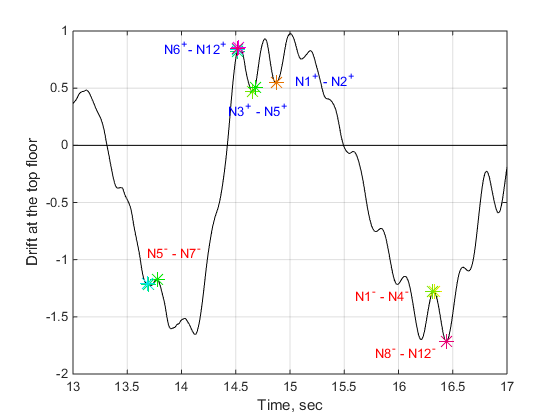 1
0.5
0
-0.5
-1
-1.5
-2
13
13.5
14
14.5
15
15.5
16
16.5
17
Drift at the top floor
Time, sec
N6⁺ - N12⁺
N1⁺ - N2⁺
N3⁺ - N5⁺
N5⁻ - N7⁻
N1⁻ - N4⁻
N8⁻ - N12⁻